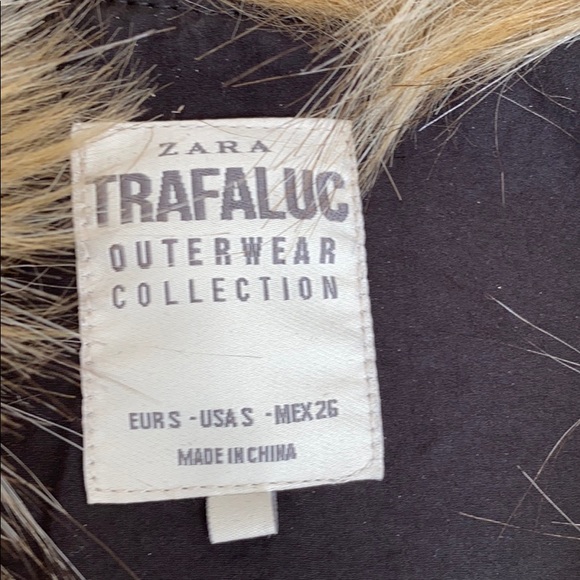 ZARA
TRAFALUC
OUTERWEAR
COLLECTION
EUR S - USA S - MEX 26
MADE IN CHINA